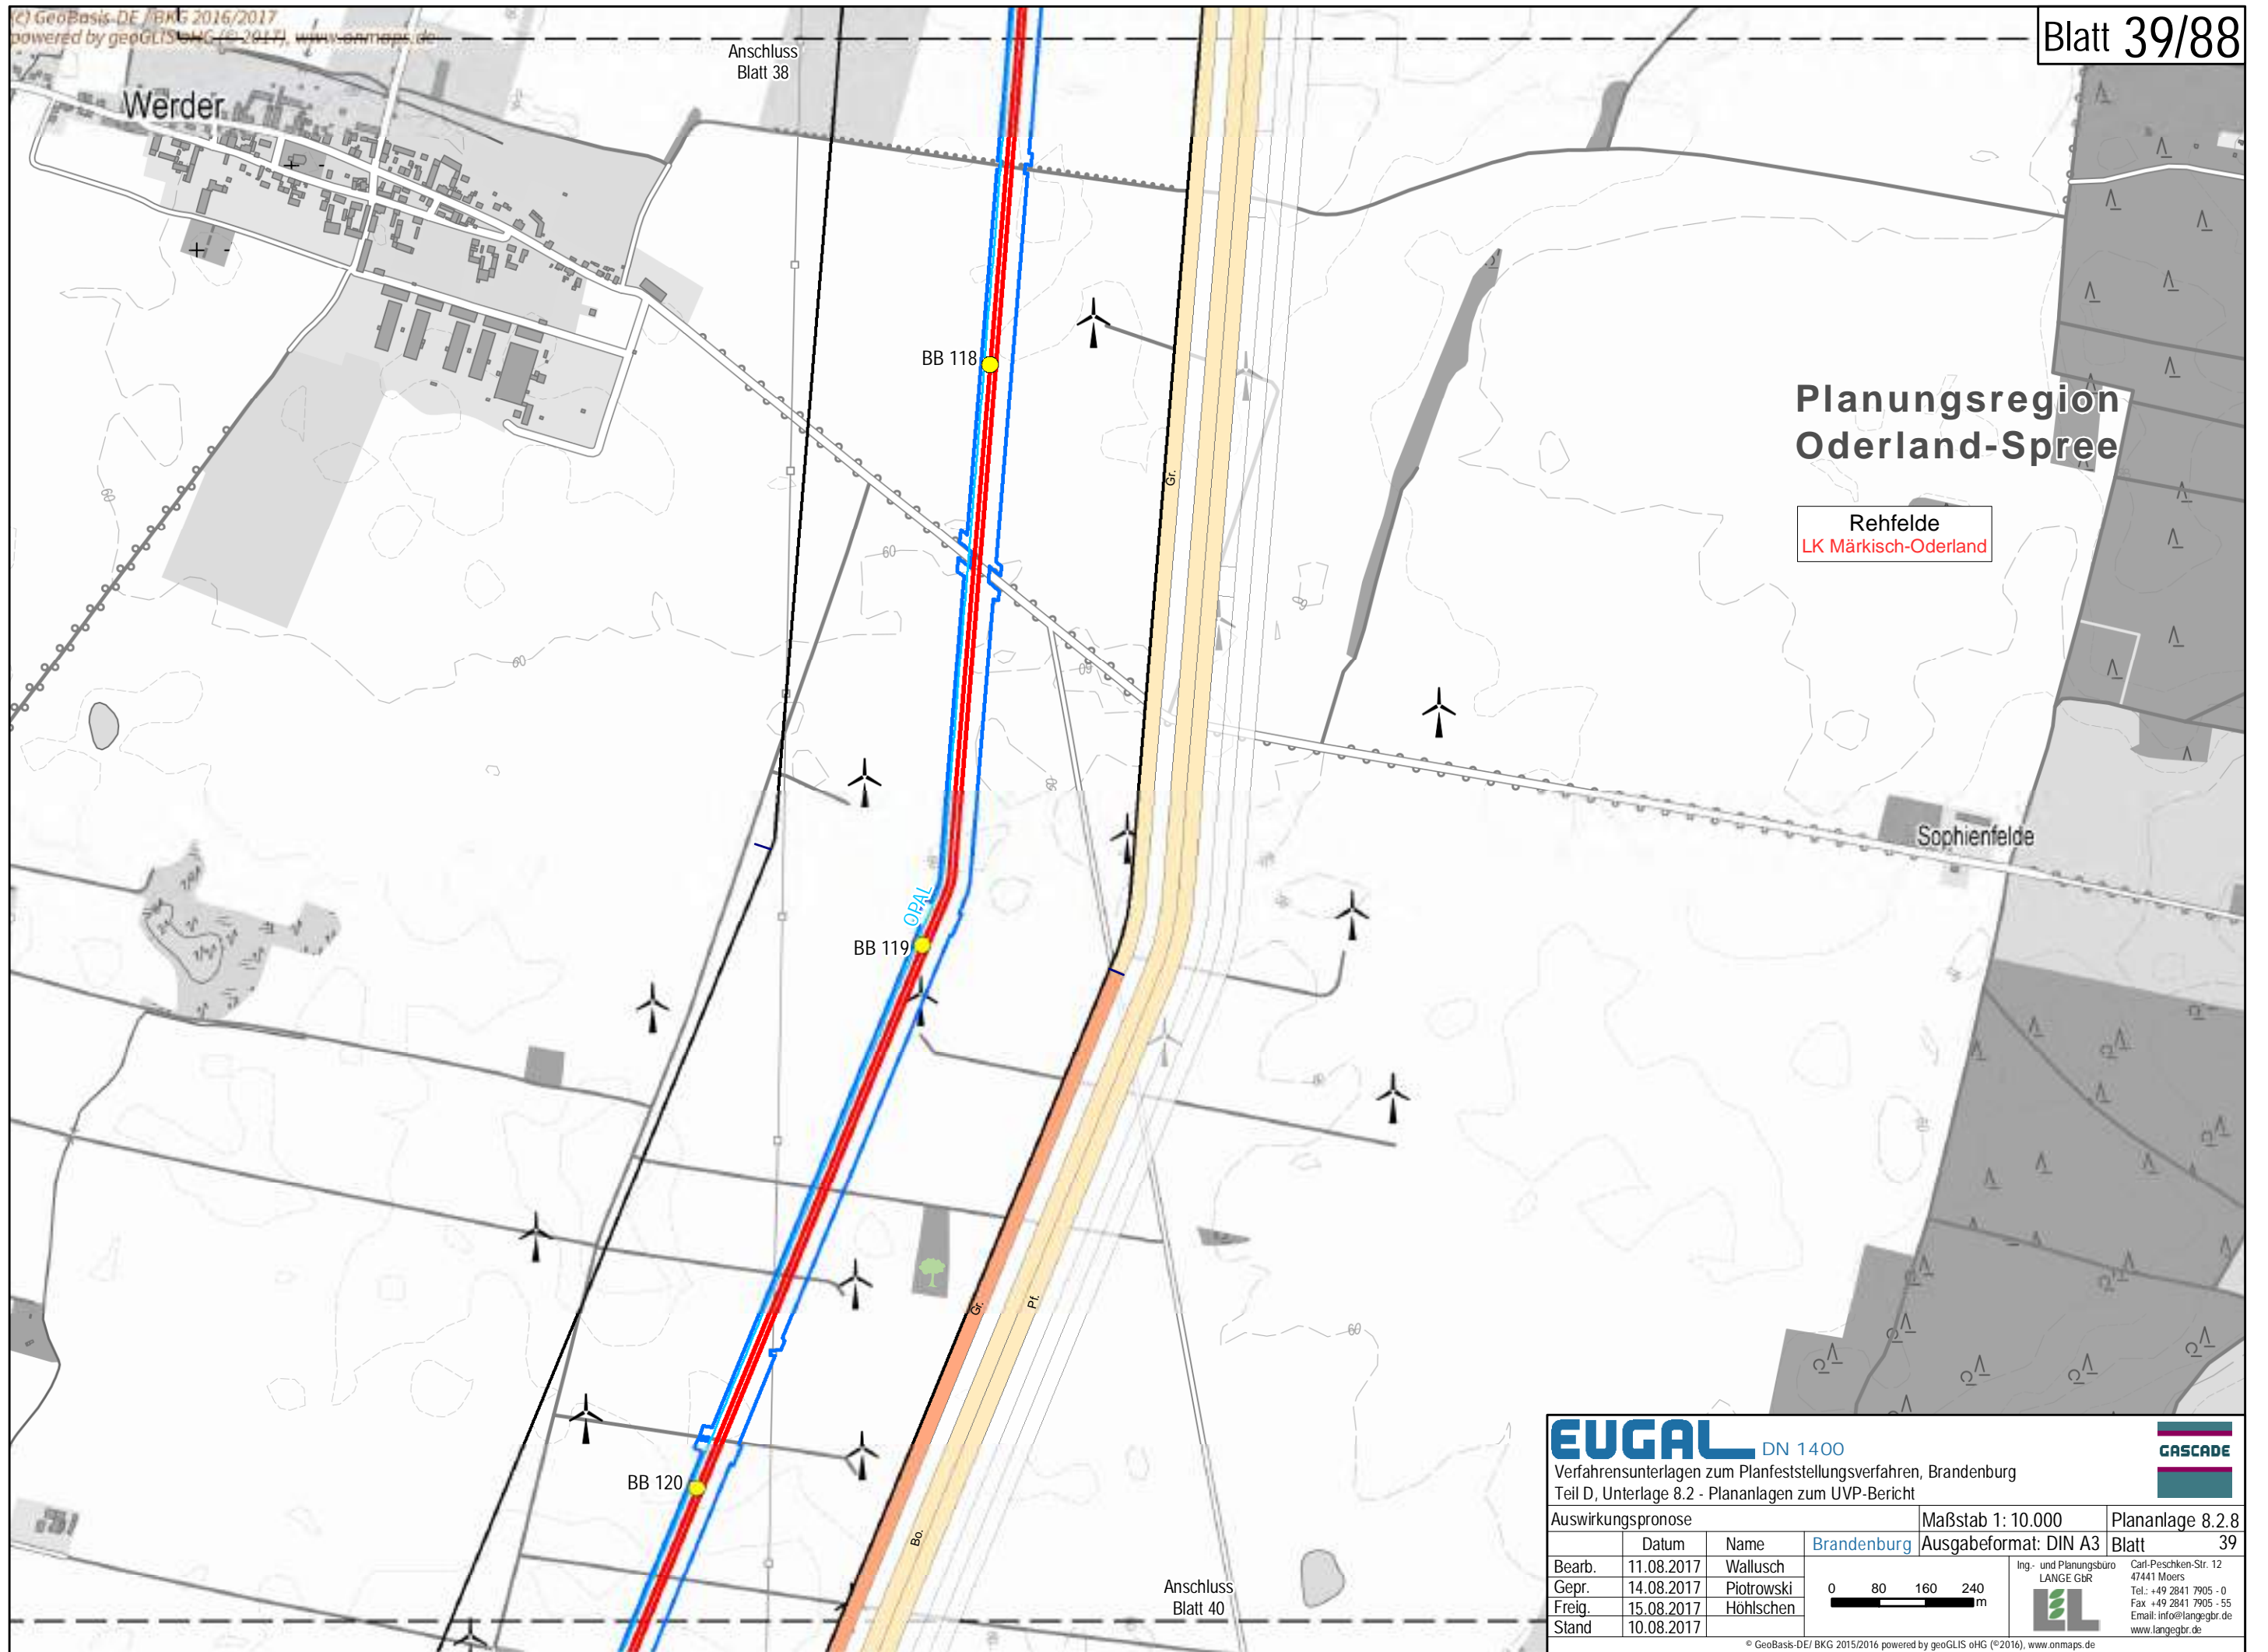 (c) GeoBasis-DE / BKG 2016/2017
powered by geoGLIS oHG (© 2017), www.onmaps.de
Blatt 39/88
Anschluss
Blatt 38
Werder
BB 118
Gr.
Planungsregion
Oderland-Spree
Rehfelde
LK Märkisch-Oderland
60
60
60
60
60
Sophienfelde
OPAL
BB 119
Gr.
Pf.
60
BB 120
Bo.
Anschluss
Blatt 40
EUGAL DN 1400
GASCADE
Verfahrensunterlagen zum Planfeststellungsverfahren, Brandenburg
Teil D, Unterlage 8.2 - Plananlagen zum UVP-Bericht
Auswirkungspronose Maßstab 1: 10.000 Plananlage 8.2.8
Datum Name Brandenburg Ausgabeformat: DIN A3 Blatt 39
Bearb. 11.08.2017 Wallusch
Gepr. 14.08.2017 Piotrowski
Freig. 15.08.2017 Höhlschen
Stand 10.08.2017
0 80 160 240
m
Ing.- und Planungsbüro
LANGE GbR
Carl-Peschken-Str. 12
47441 Moers
Tel.: +49 2841 7905 - 0
Fax +49 2841 7905 - 55
Email: info@langegbr.de
www.langegbr.de
© GeoBasis-DE/ BKG 2015/2016 powered by geoGLIS oHG (©2016), www.onmaps.de